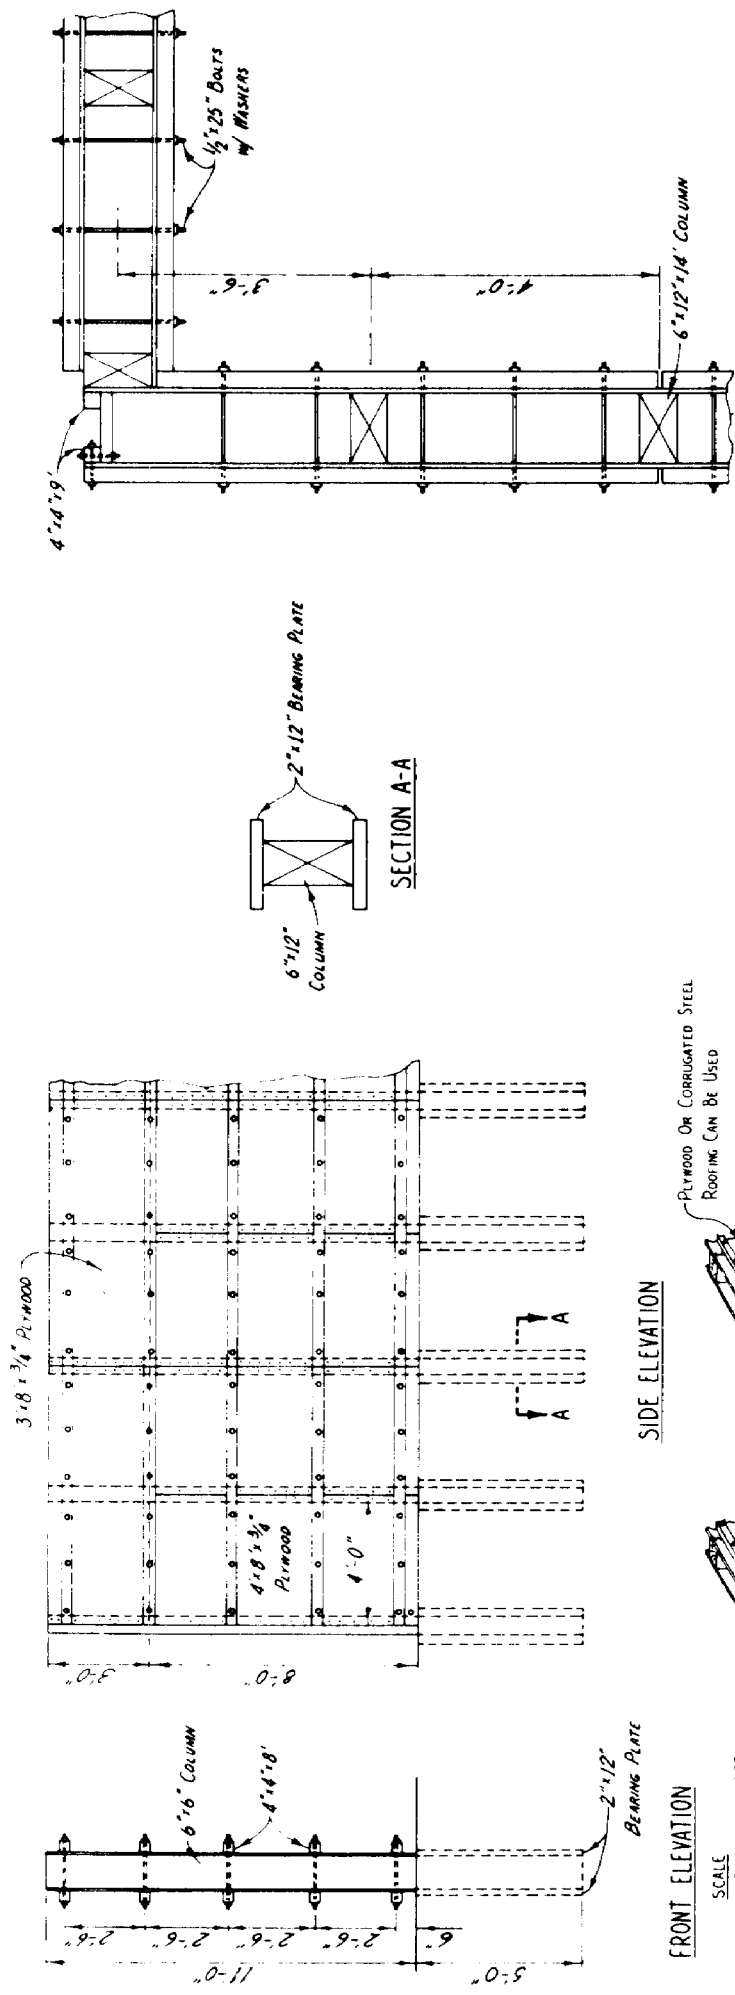 FRONT ELEVATION
SCALE
11'-0"
5'-0"
2'-6"
2'-6"
2'-6"
2'-6"
6"
6"x6" COLUMN
4"x4"x8'
2"x12"
BEARING PLATE
SIDE ELEVATION
3'-0"
8'-0"
3'x8'x3/4" PLYWOOD
4'x8'x3/4"
PLYWOOD
4'-0"
A
A
PLYWOOD OR CORRUGATED STEEL
ROOFING CAN BE USED
SECTION A-A
6"x12"
COLUMN
2"x12" BEARING PLATE
4"x4"x9'
1/2"x25" BOLTS
W/ WASHERS
3'-6"
4'-0"
6"x12"x14' COLUMN